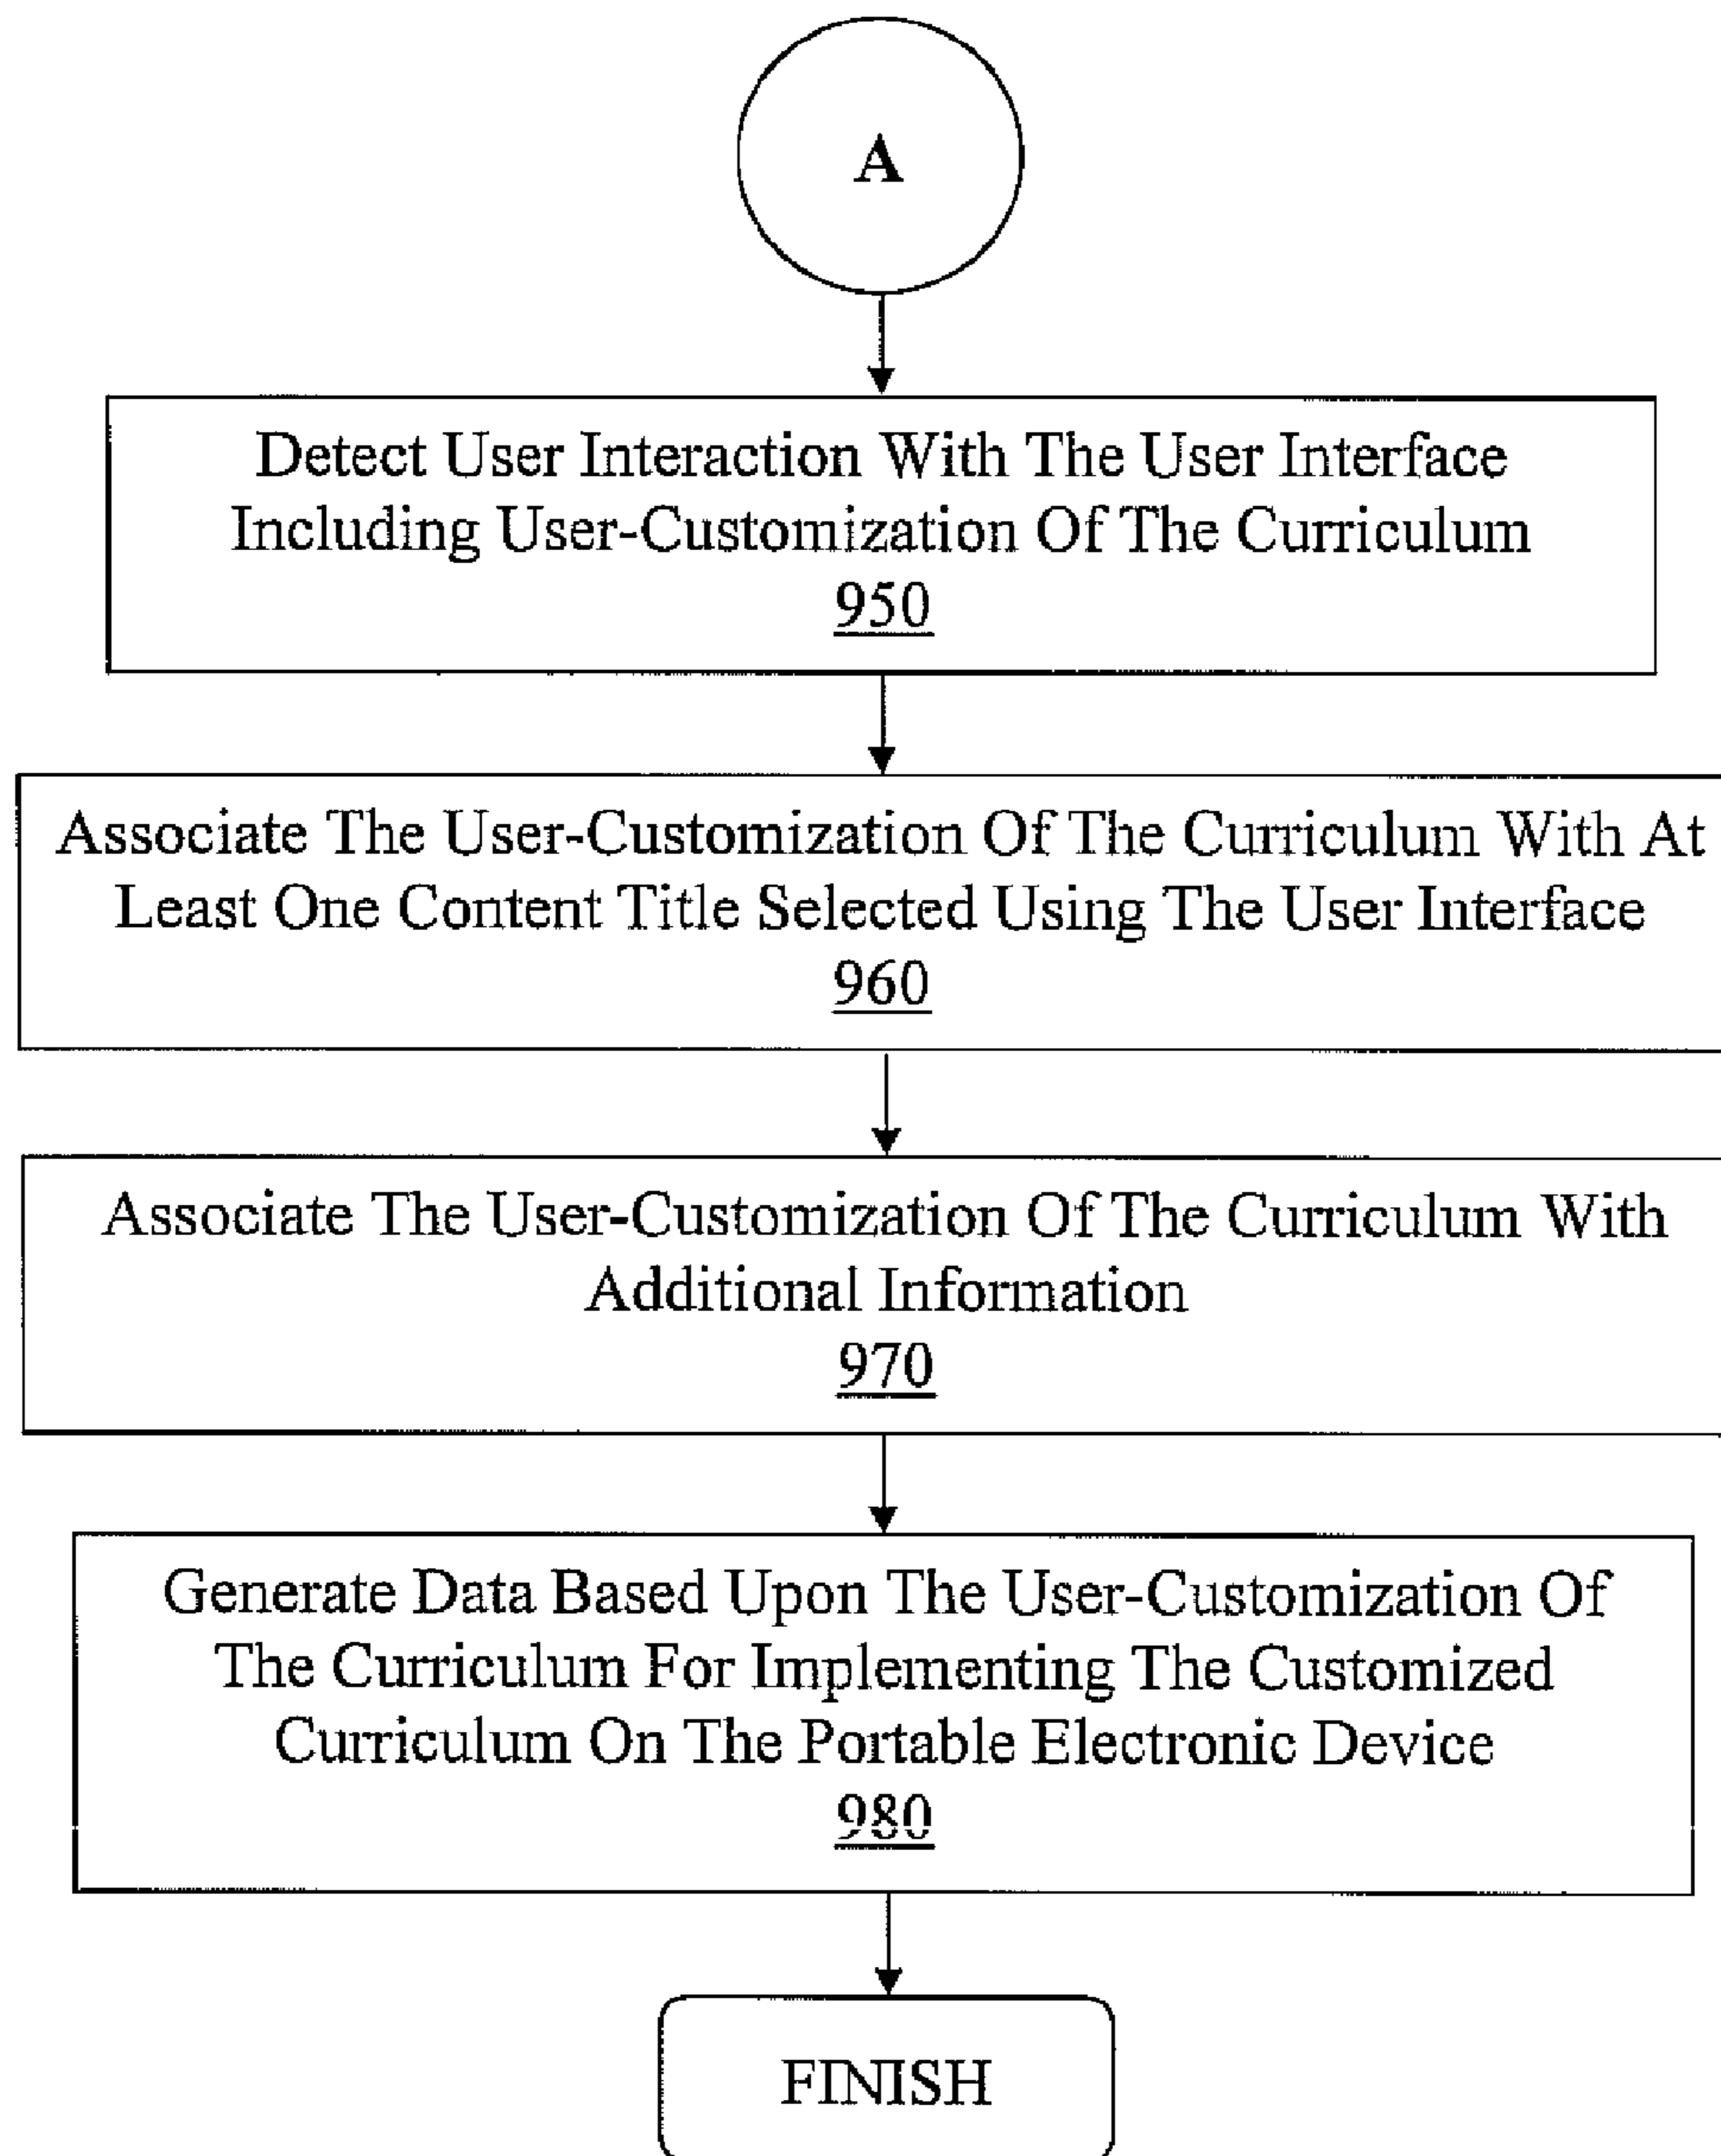 A
Detect User Interaction With The User Interface
Including User-Customization Of The Curriculum
950
Associate The User-Customization Of The Curriculum With At
Least One Content Title Selected Using The User Interface
960
Associate The User-Customization Of The Curriculum With
Additional Information
970
Generate Data Based Upon The User-Customization Of
The Curriculum For Implementing The Customized
Curriculum On The Portable Electronic Device
980
FINISH